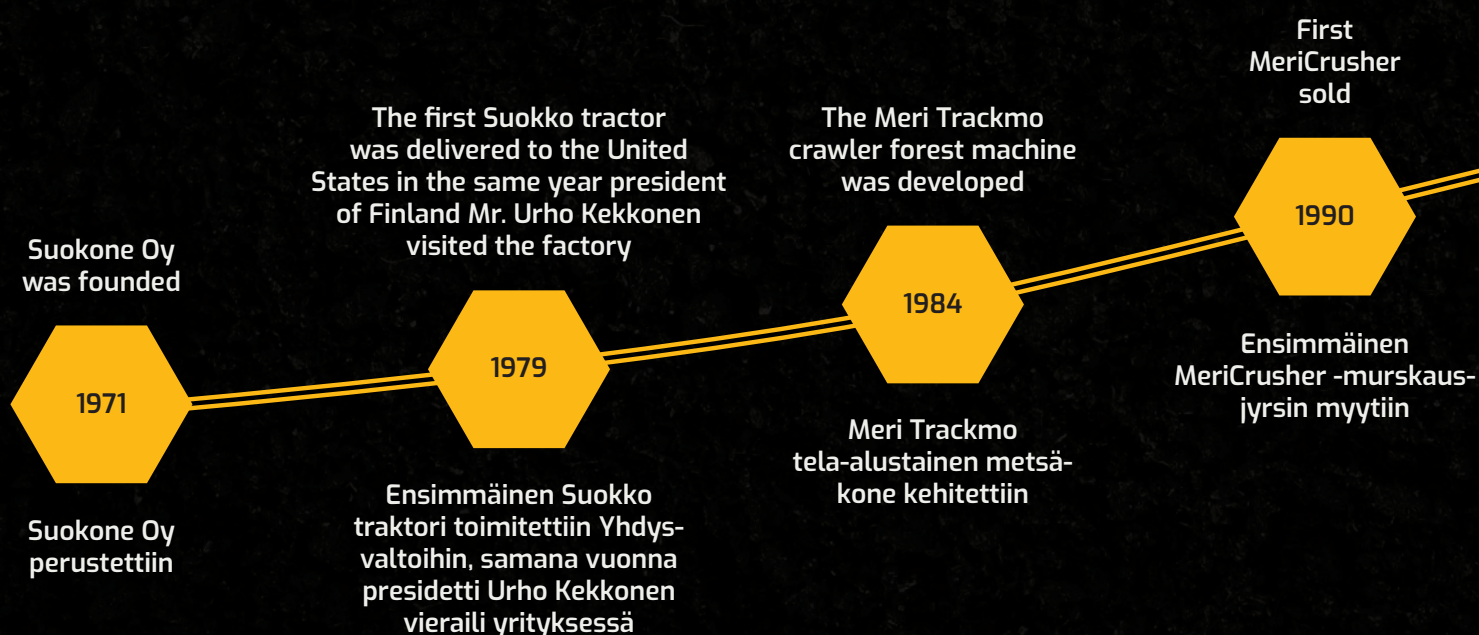 Suokone Oy
was founded
1971
Suokone Oy
perustettiin
The first Suokko tractor
was delivered to the United
States in the same year president
of Finland Mr. Urho Kekkonen
visited the factory
1979
Ensimmäinen Suokko
traktori toimitettiin Yhdys-
valtoihin, samana vuonna
presidetti Urho Kekkonen
vieraili yrityksessä
The Meri Trackmo
crawler forest machine
was developed
1984
Meri Trackmo
tela-alustainen metsä-
kone kehitettiin
First
MeriCrusher
sold
1990
Ensimmäinen
MeriCrusher -murskaus-
jyrsin myytiin